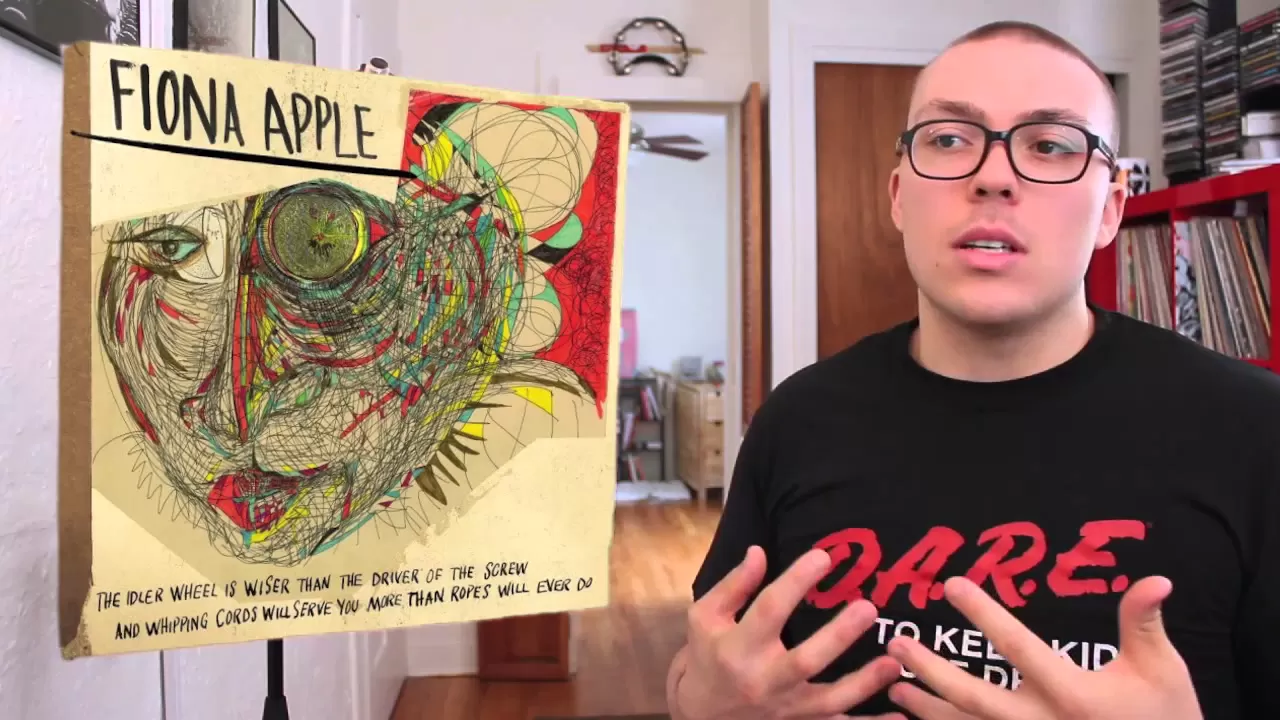 FIONA APPLE
THE IDLER WHEEL IS WISER THAN THE DRIVER OF THE SCREW
AND WHIPPING CORDS WILL SERVE YOU MORE THAN ROPES WILL EVER DO
D.A.R.E.
TO